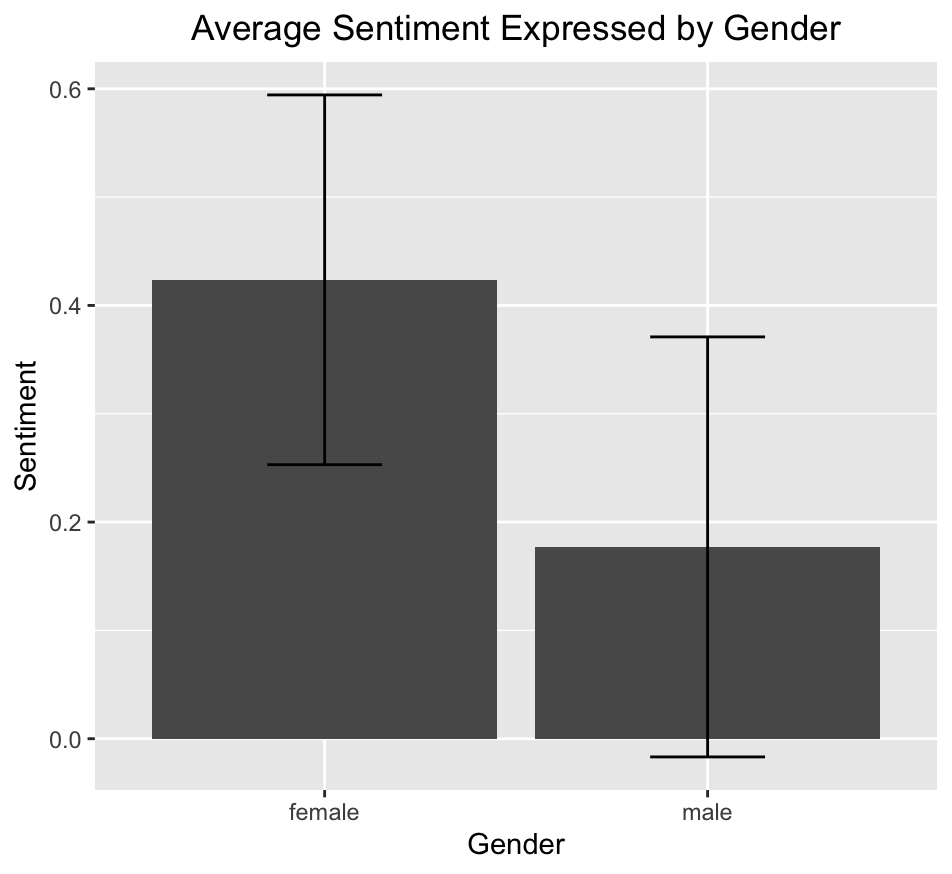 Average Sentiment Expressed by Gender
0.6
0.4
0.2
0.0
Sentiment
female male
Gender